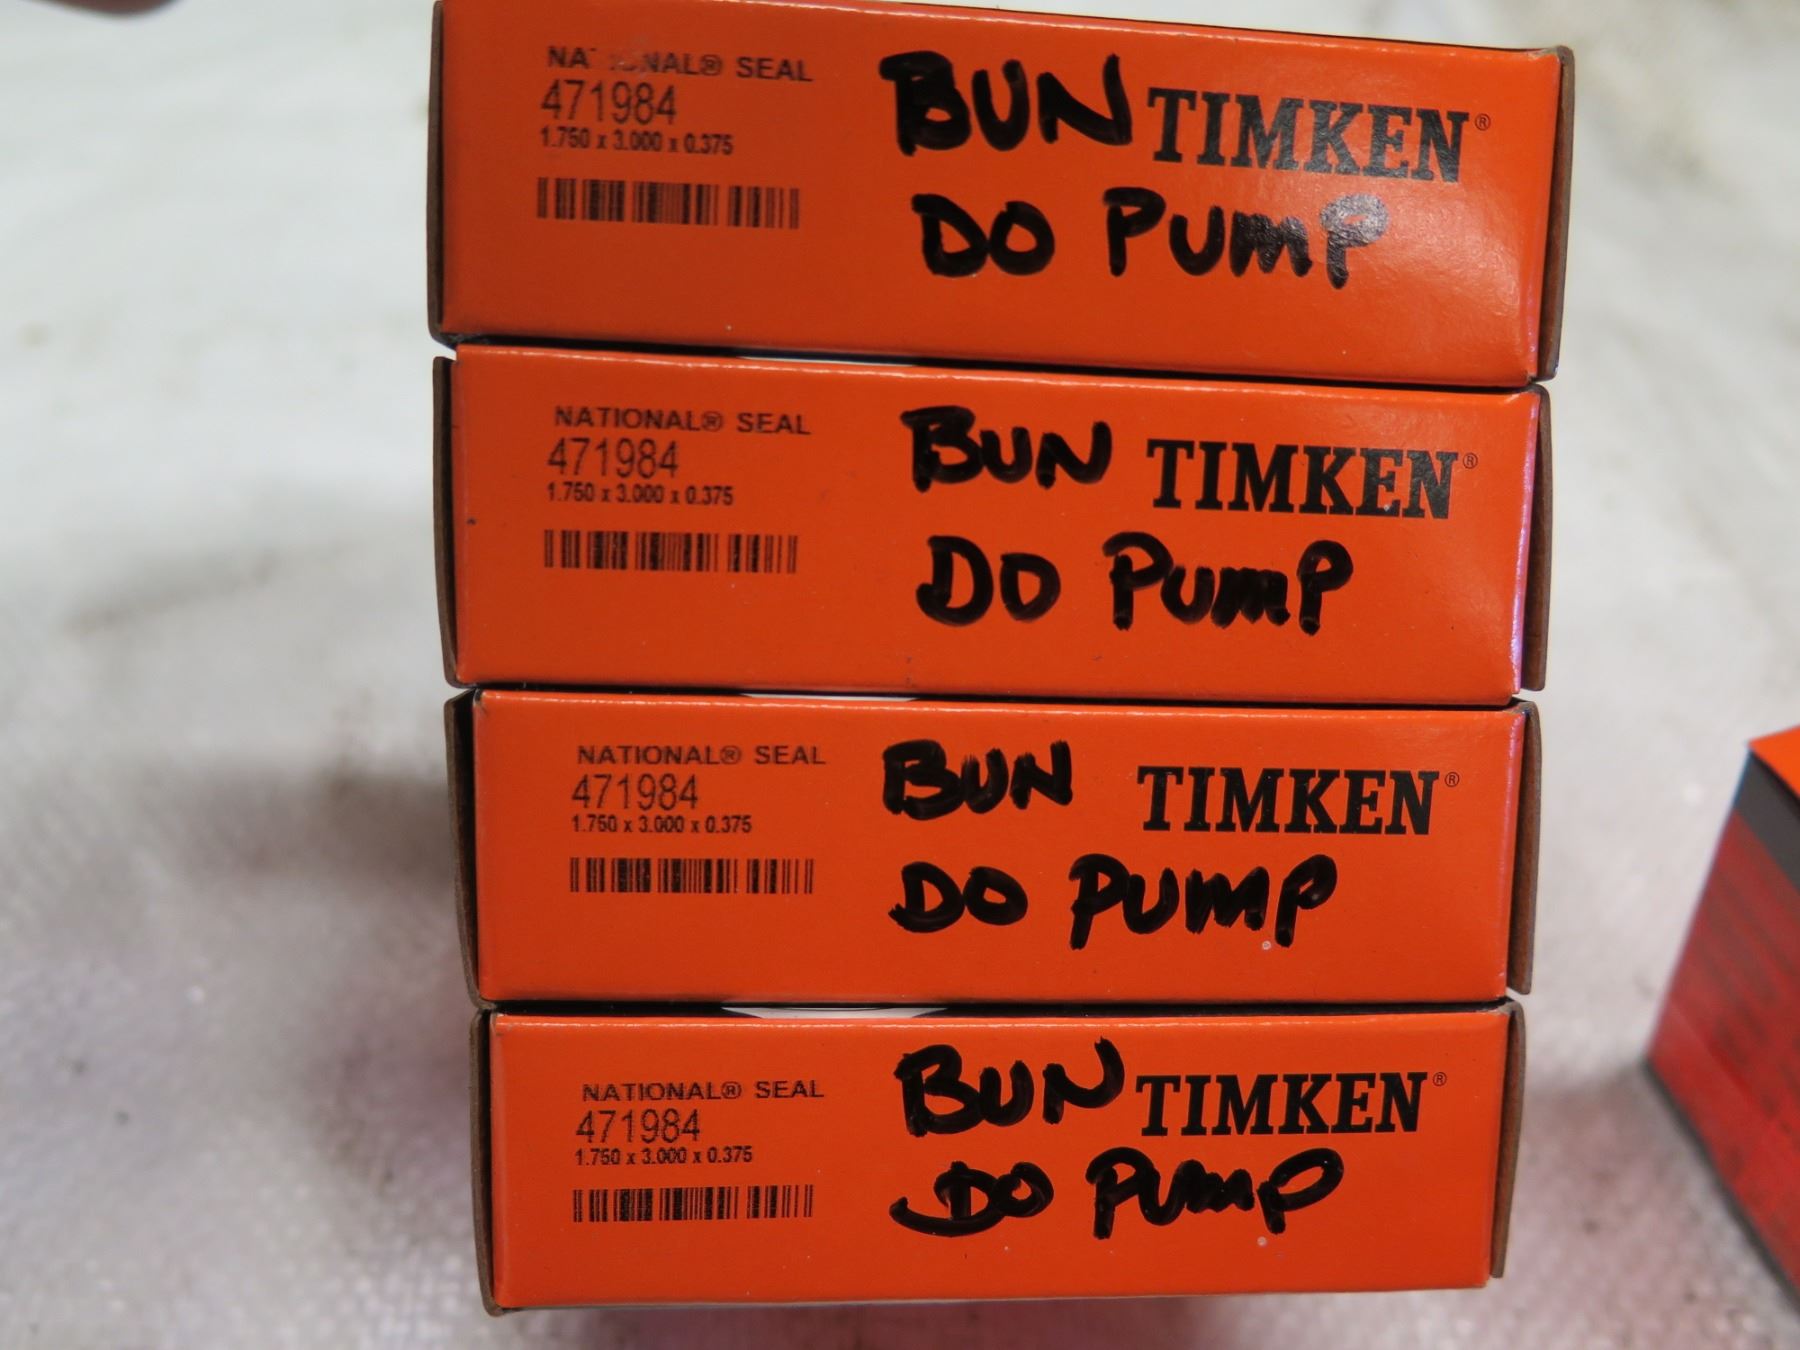 NATIONAL® SEAL
471984
1.750 x 3.000 x 0.375
BUN TIMKEN®
DO PUMP
NATIONAL® SEAL
471984
1.750 x 3.000 x 0.375
BUN TIMKEN®
DO PUMP
NATIONAL® SEAL
471984
1.750 x 3.000 x 0.375
BUN TIMKEN®
DO PUMP
NATIONAL® SEAL
471984
1.750 x 3.000 x 0.375
BUN TIMKEN®
DO PUMP